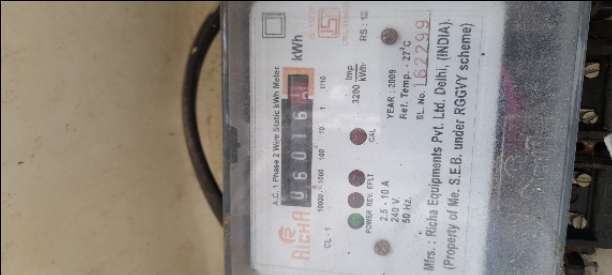 A.C. 1 Phase 2 Wire Static kWh Meter.
RICHA
CL - 1
06016
kWh
10000 1000 100 10 1 1/10
POWER REV. EFLT CAL
3200 Imp/kWh
RS : 
2.5 - 10 A
240 V.
50 Hz.
YEAR : 2009
Ref. Temp. - 27°C
SL. No. 162299
Mfrs. : Richa Equipments Pvt. Ltd. Delhi, (INDIA).
(Property of Me. S.E.B. under RGGVY scheme)